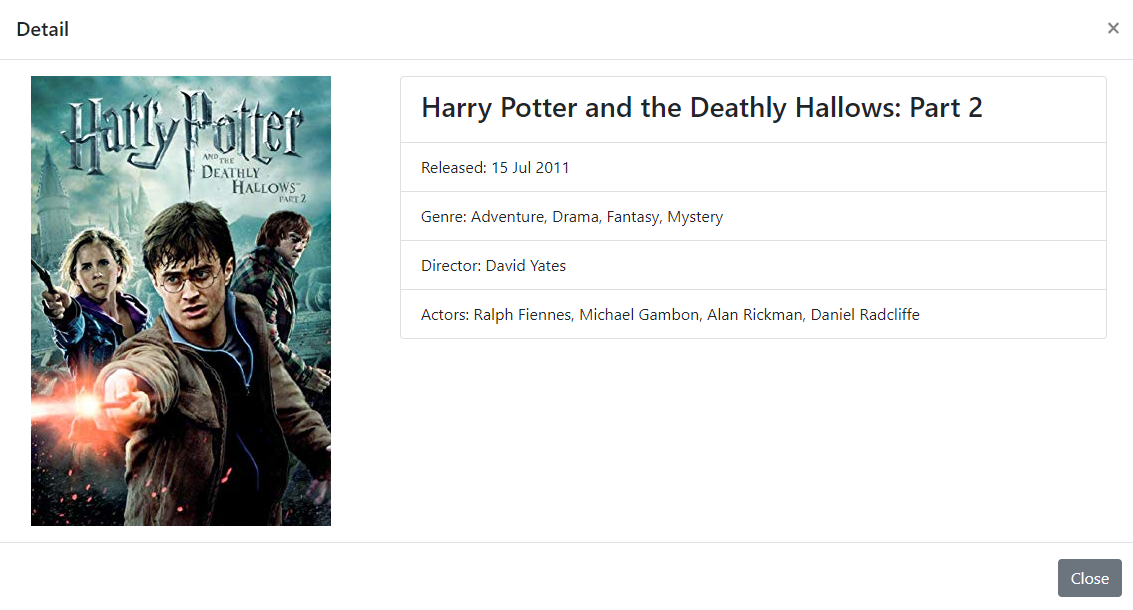 Detail
×
Harry Potter
AND THE
DEATHLY
HALLOWS™
PART 2
Harry Potter and the Deathly Hallows: Part 2
Released: 15 Jul 2011
Genre: Adventure, Drama, Fantasy, Mystery
Director: David Yates
Actors: Ralph Fiennes, Michael Gambon, Alan Rickman, Daniel Radcliffe
Close